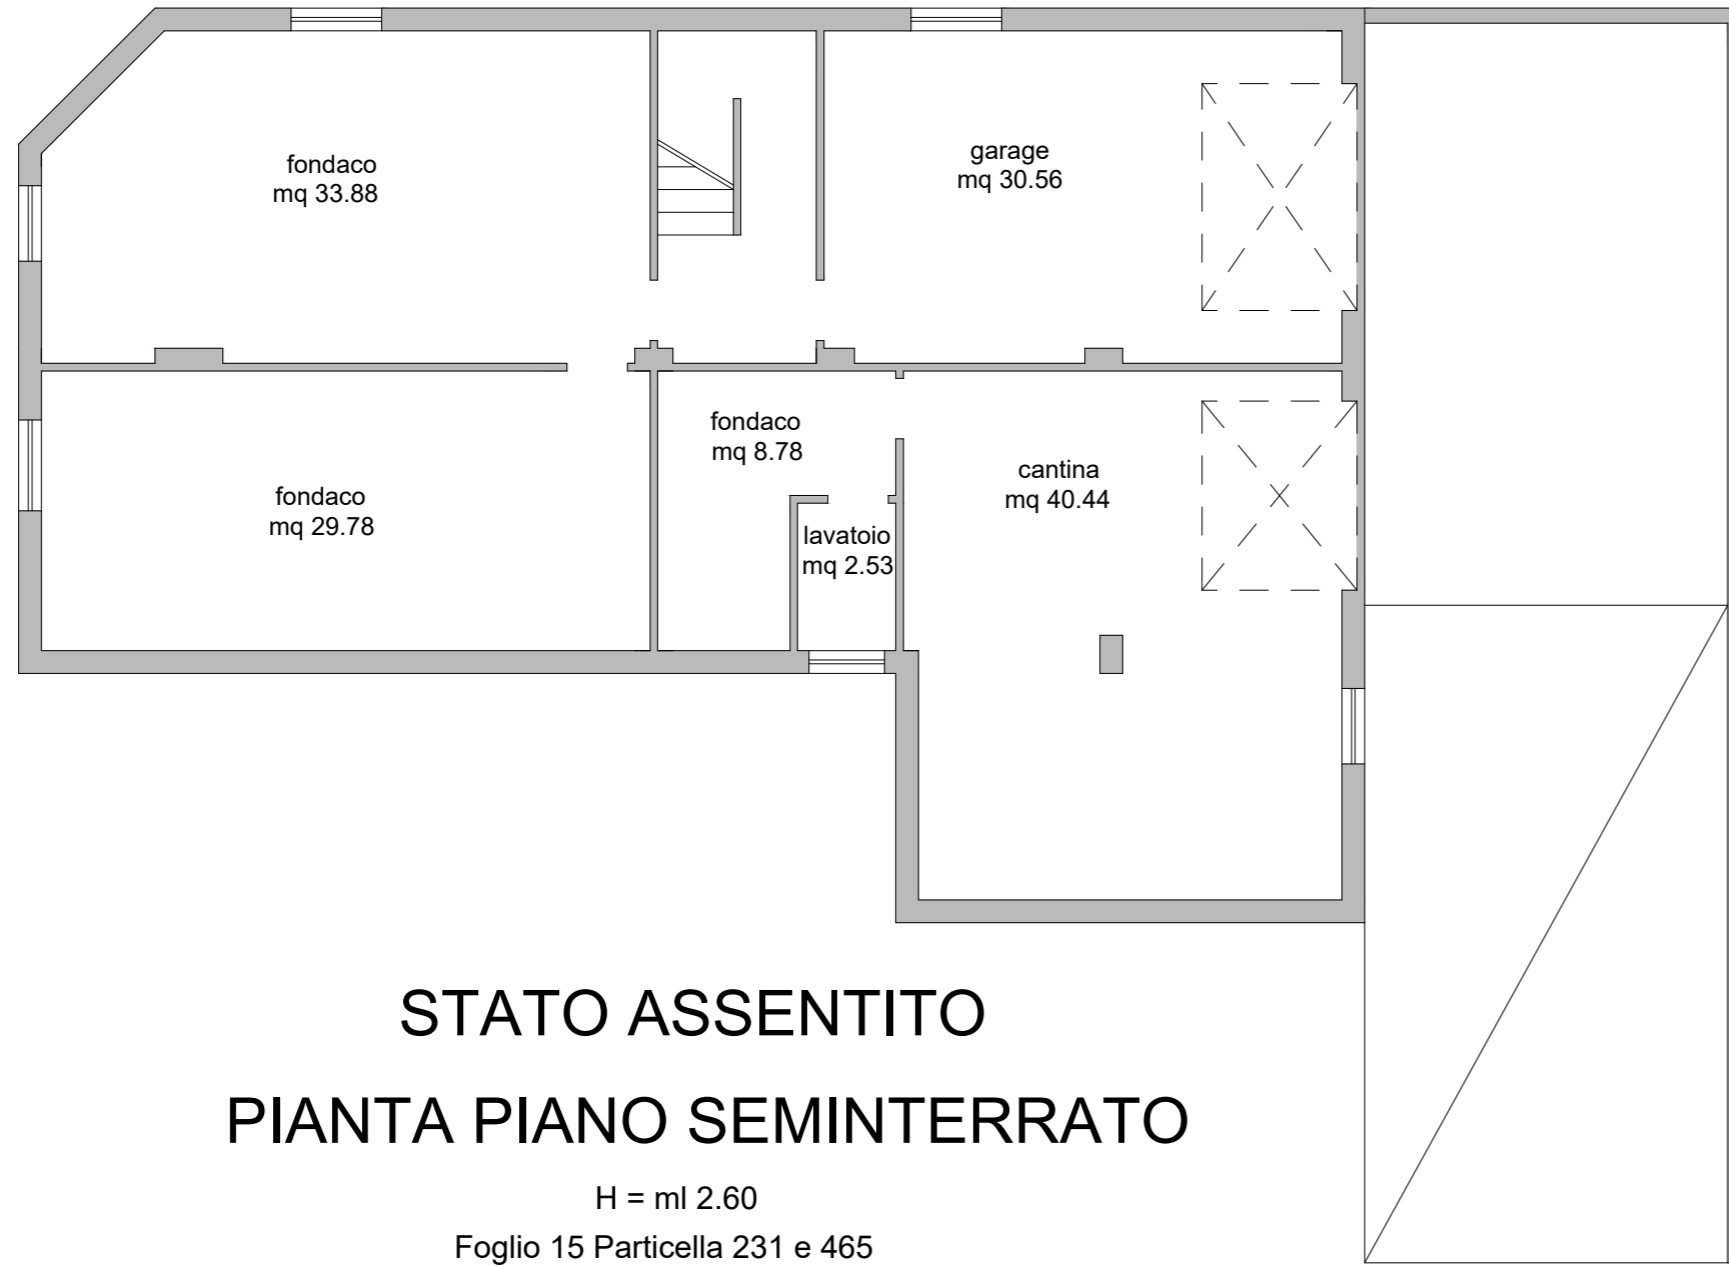 fondaco
mq 33.88
garage
mq 30.56
fondaco
mq 8.78
cantina
mq 40.44
fondaco
mq 29.78
lavatoio
mq 2.53
STATO ASSENTITO
PIANTA PIANO SEMINTERRATO
H = ml 2.60
Foglio 15 Particella 231 e 465